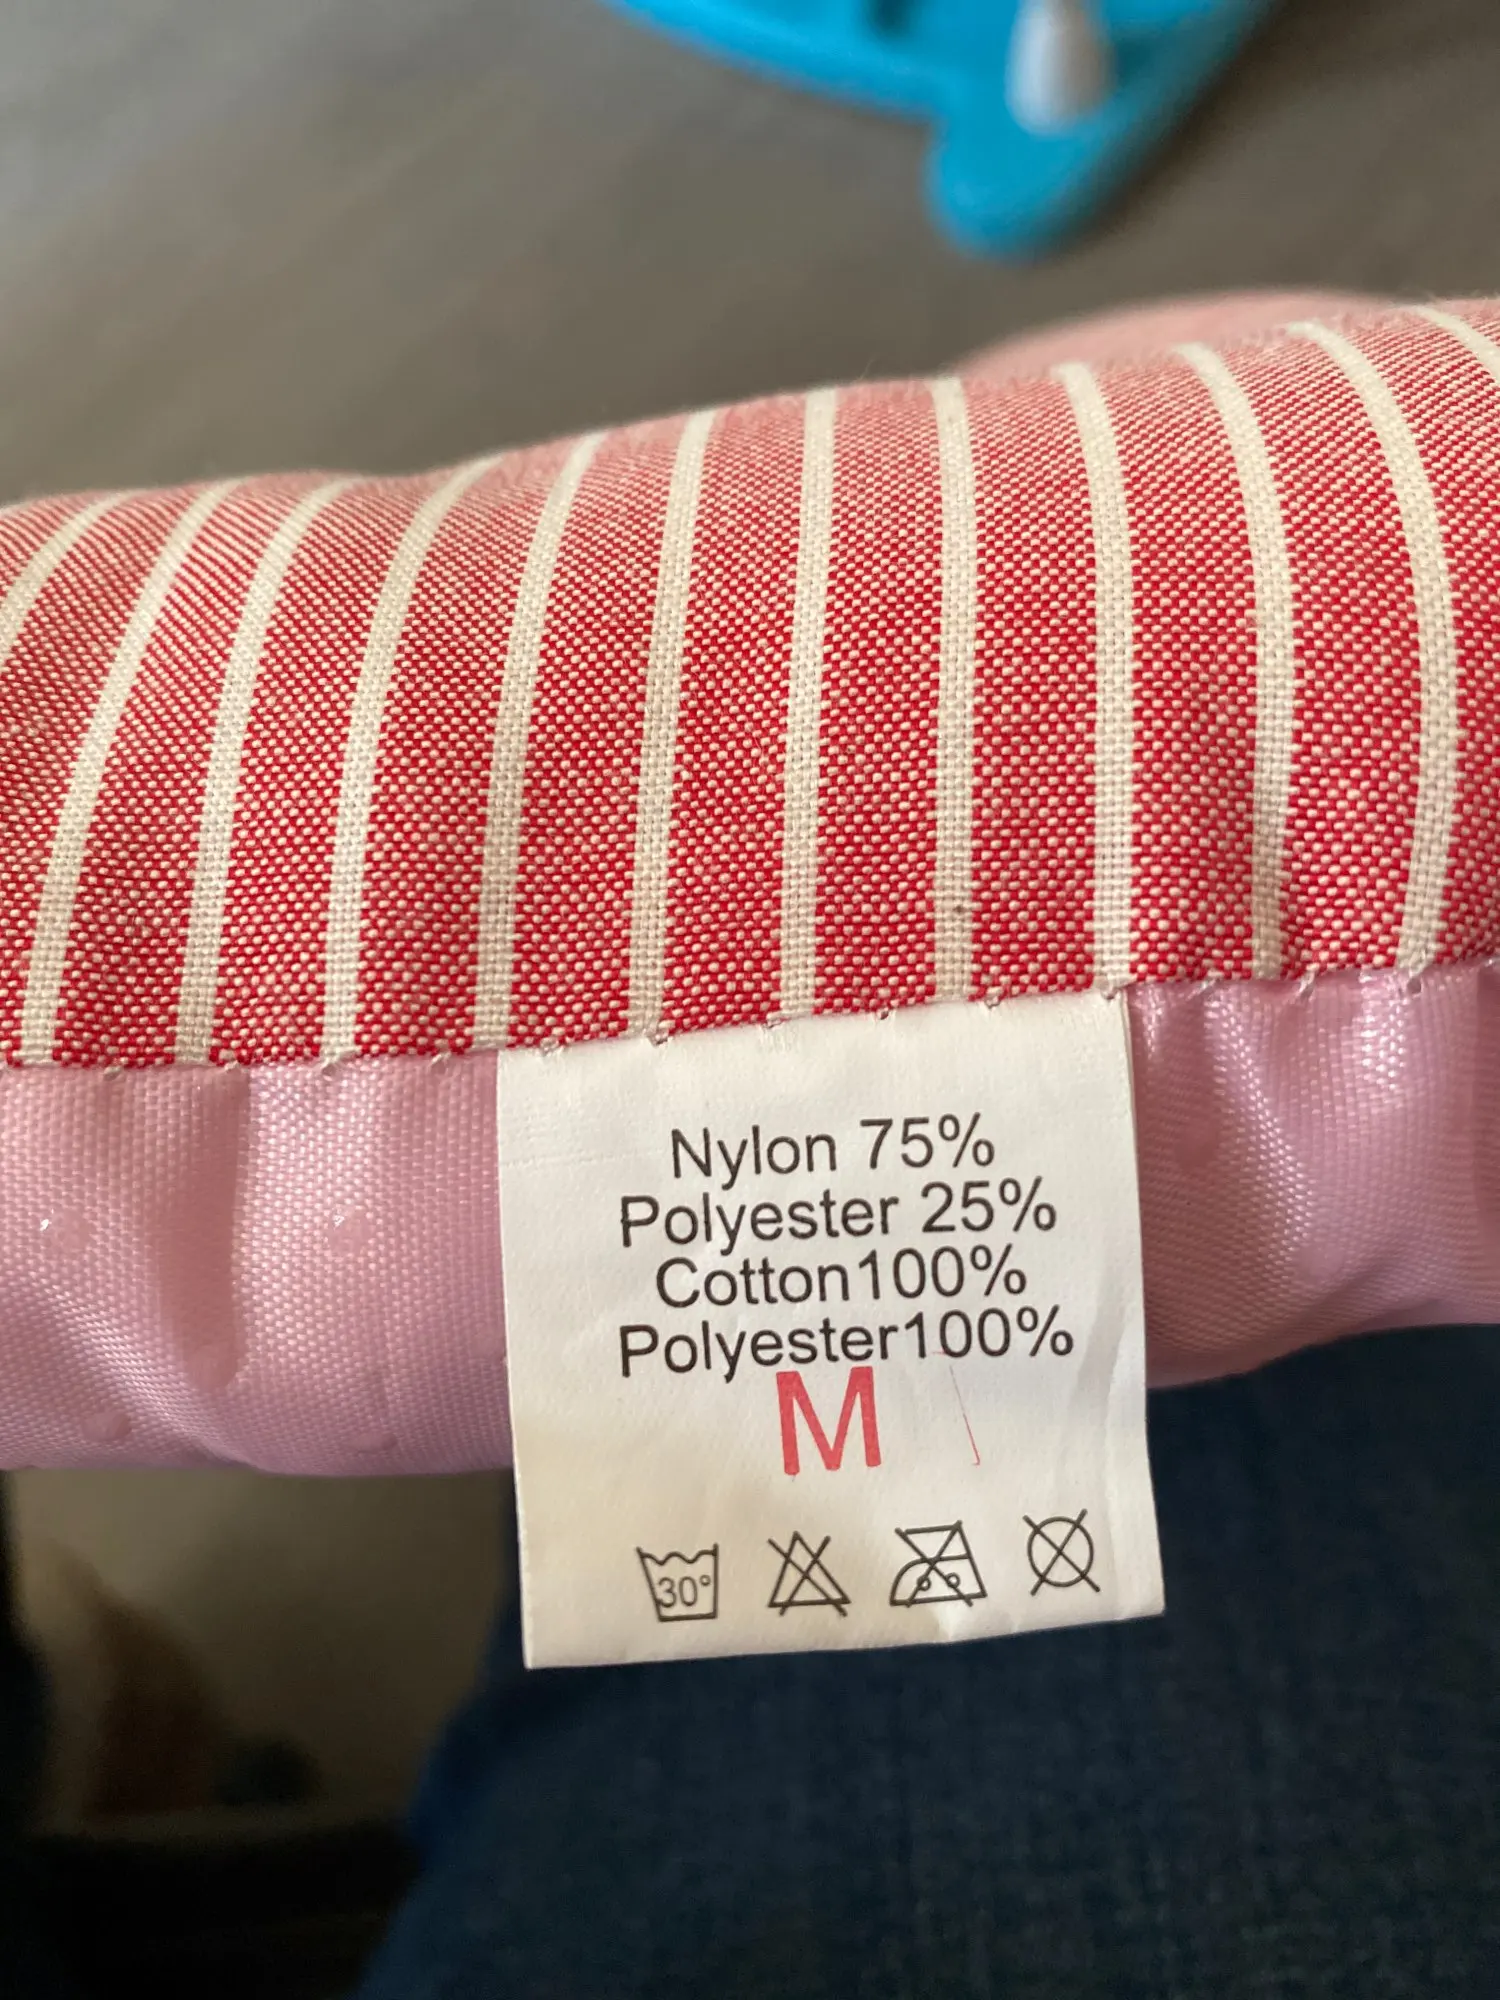 Nylon 75%
Polyester 25%
Cotton100%
Polyester100%
M
30°